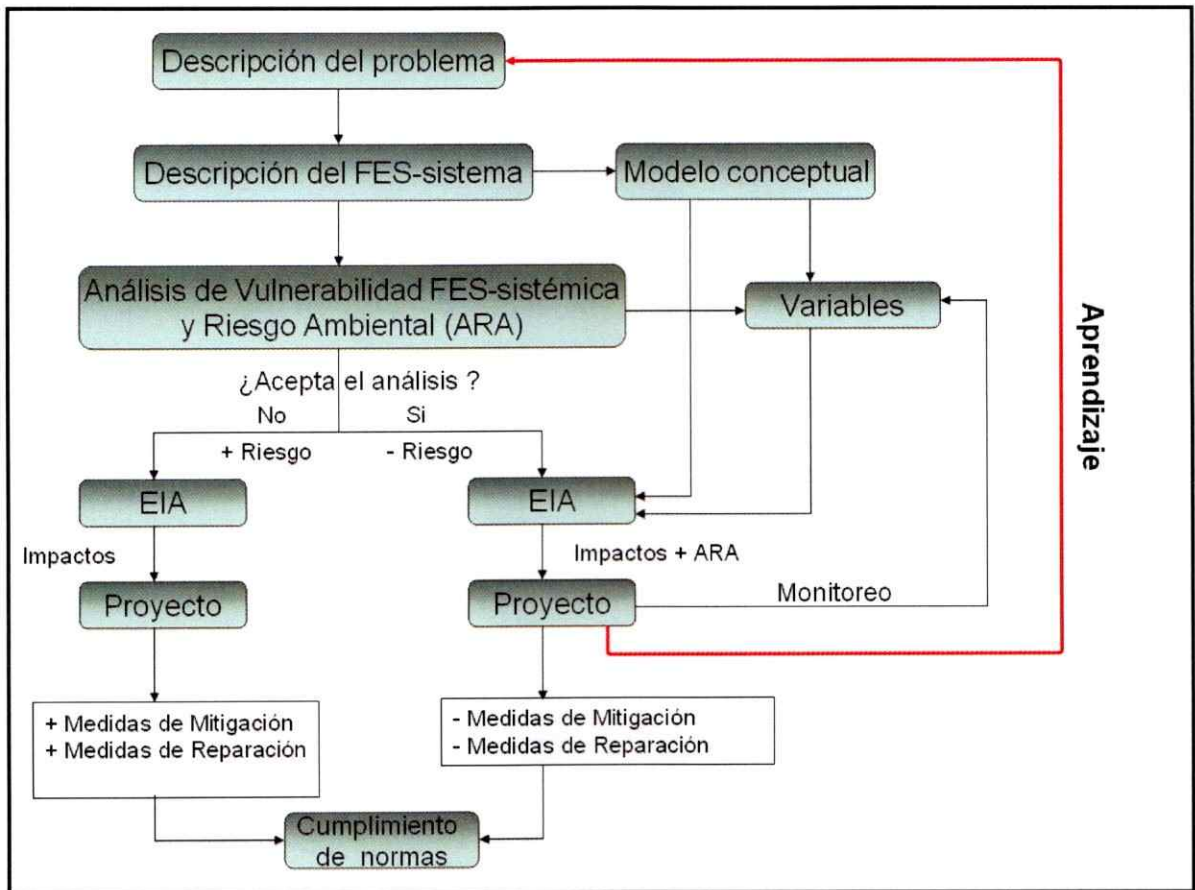 Descripción del problema
Descripción del FES-sistema
Modelo conceptual
Análisis de Vulnerabilidad FES-sistémica
y Riesgo Ambiental (ARA)
Variables
Aprendizaje
¿Acepta el análisis ?
No
Si
+ Riesgo
- Riesgo
EIA
EIA
Impactos
Impactos + ARA
Proyecto
Proyecto
Monitoreo
+ Medidas de Mitigación
+ Medidas de Reparación
- Medidas de Mitigación
- Medidas de Reparación
Cumplimiento
de normas